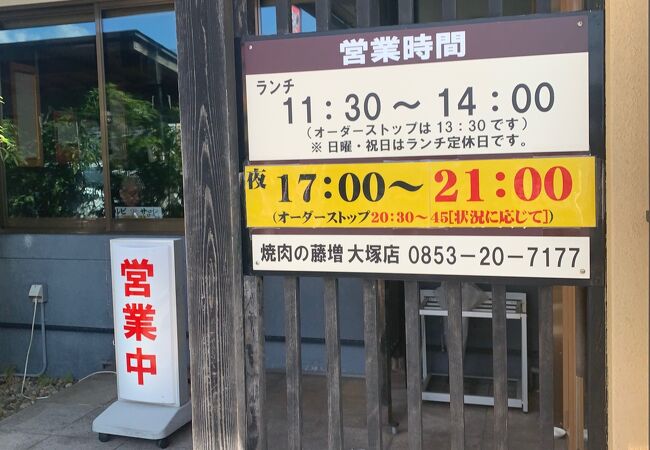 営業時間
ランチ
11：30～14：00
（オーダーストップは13：30です）
※ 日曜・祝日はランチ定休日です。
夜 17：00～21：00
（オーダーストップ20：30～45[状況に応じて]）
焼肉の藤増 大塚店 0853－20－7177
営業中